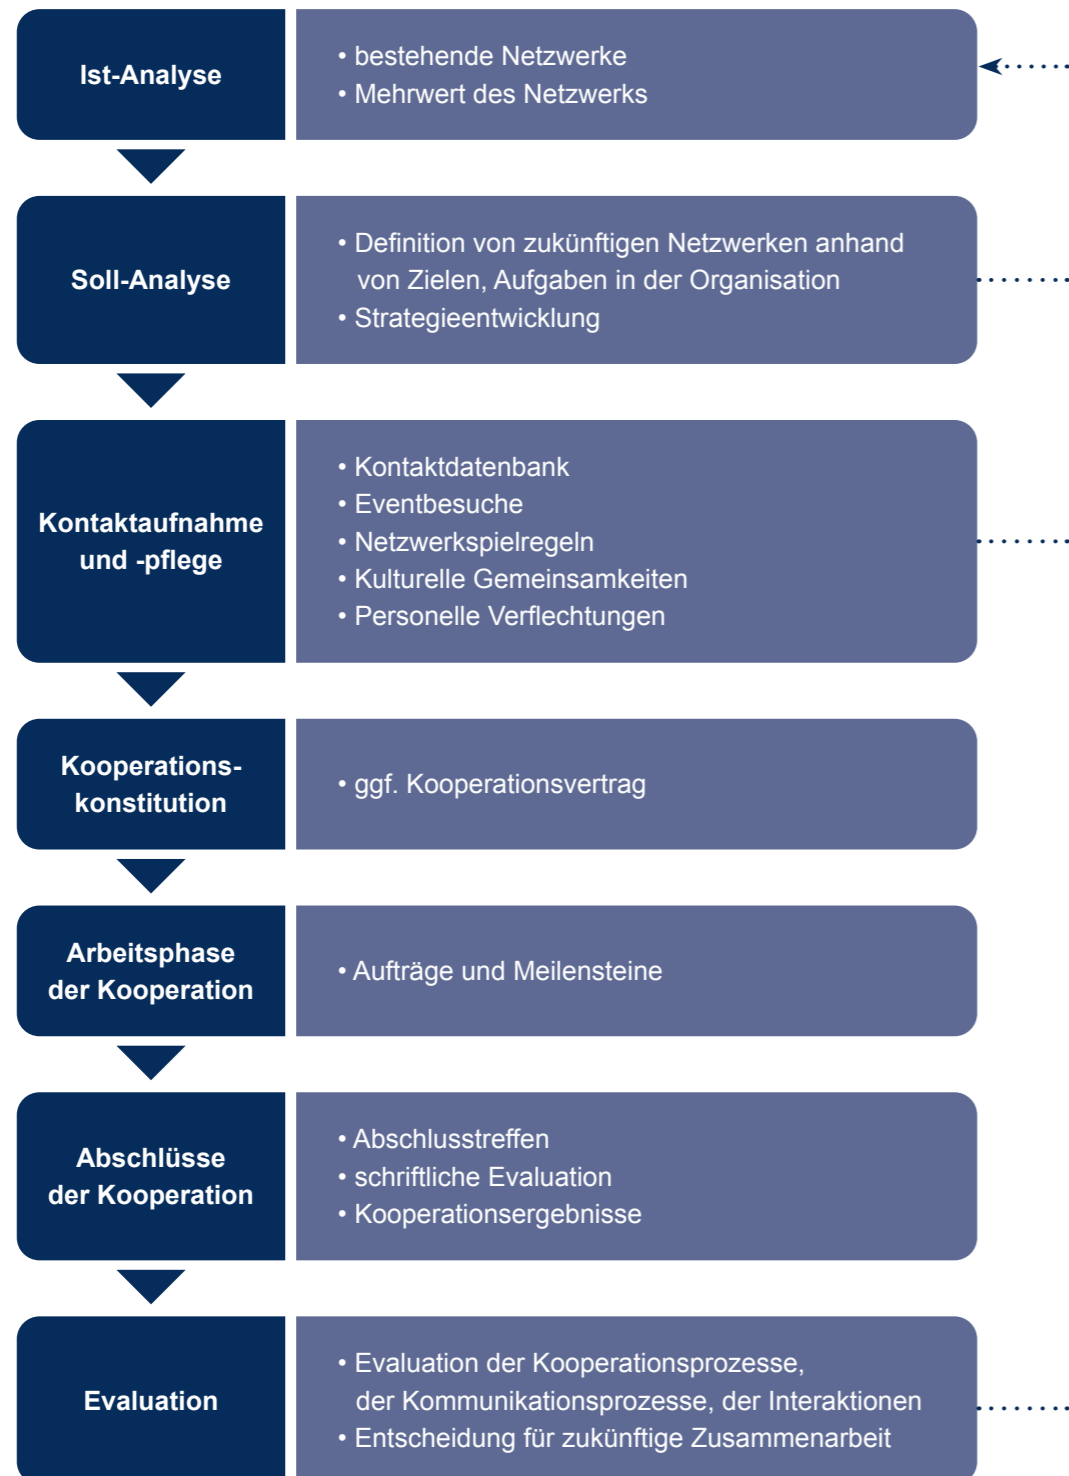 Ist-Analyse
• bestehende Netzwerke
• Mehrwert des Netzwerks
Soll-Analyse
• Definition von zukünftigen Netzwerken anhand
von Zielen, Aufgaben in der Organisation
• Strategieentwicklung
Kontaktaufnahme
und -pflege
• Kontaktdatenbank
• Eventbesuche
• Netzwerkspielregeln
• Kulturelle Gemeinsamkeiten
• Personelle Verflechtungen
Kooperations-
konstitution
• ggf. Kooperationsvertrag
Arbeitsphase
der Kooperation
• Aufträge und Meilensteine
Abschlüsse
der Kooperation
• Abschlusstreffen
• schriftliche Evaluation
• Kooperationsergebnisse
Evaluation
• Evaluation der Kooperationsprozesse,
der Kommunikationsprozesse, der Interaktionen
• Entscheidung für zukünftige Zusammenarbeit